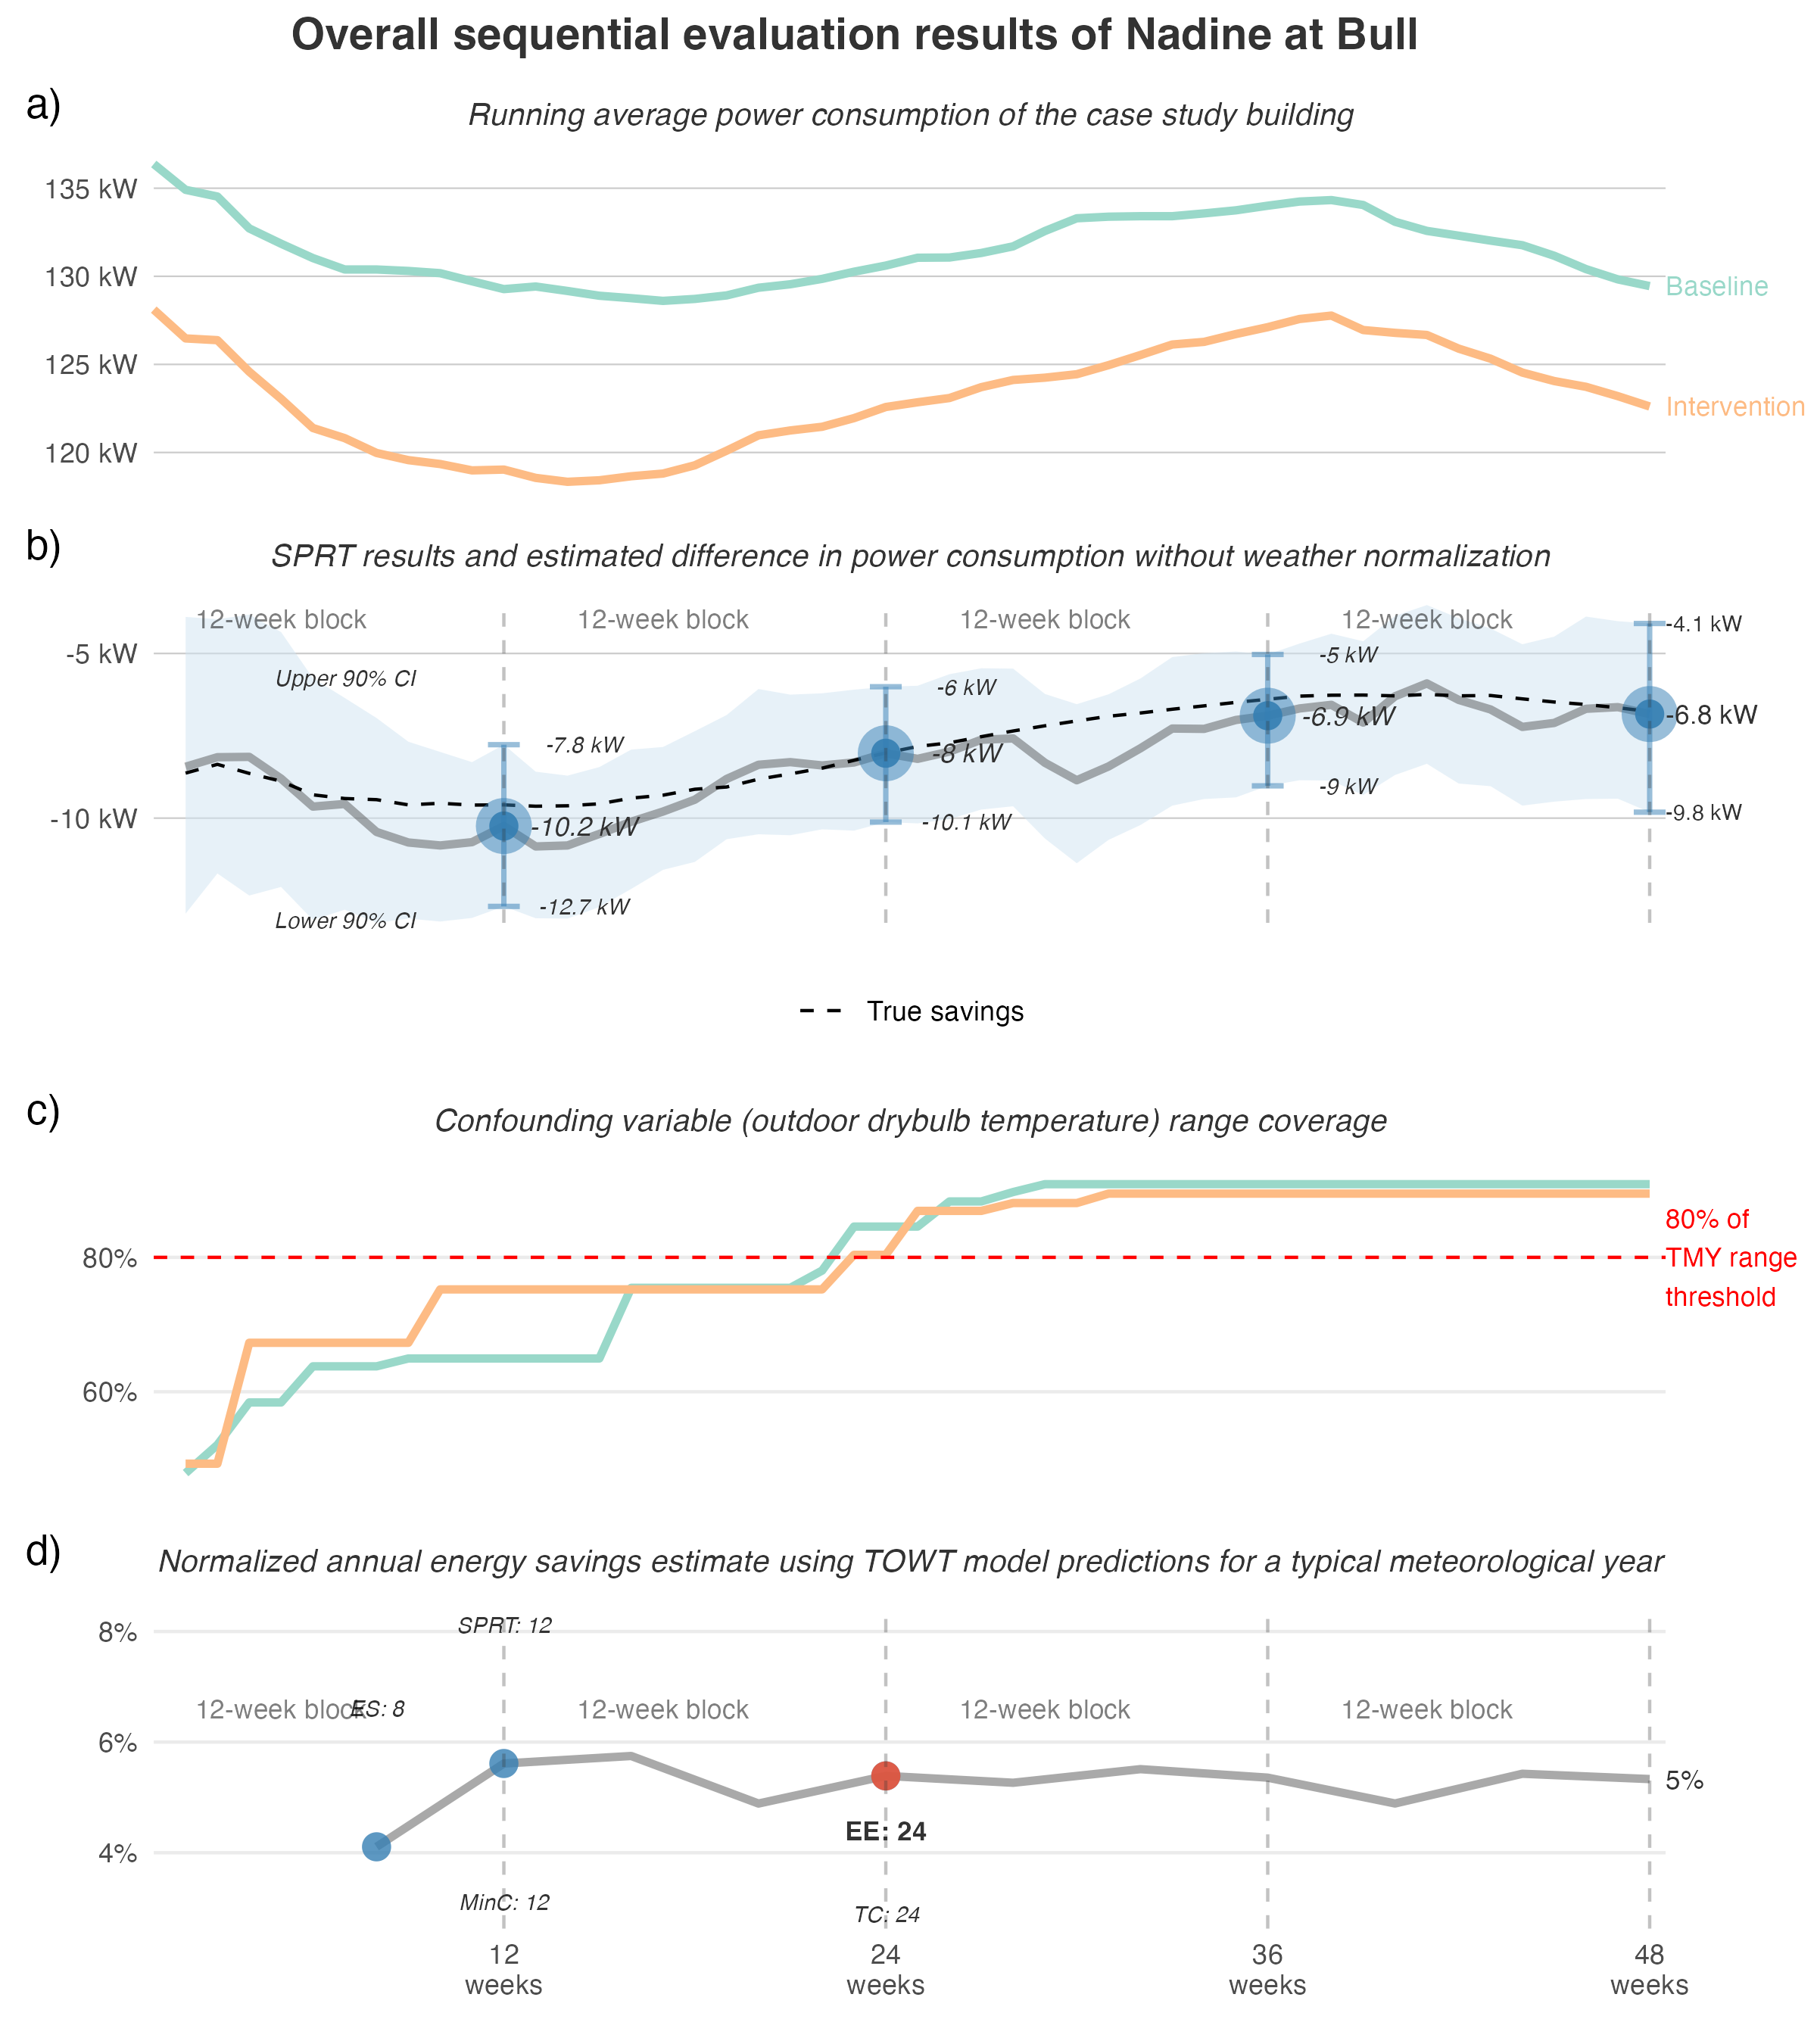 Overall sequential evaluation results of Nadine at Bull
a)
Running average power consumption of the case study building
135 kW
130 kW
125 kW
120 kW
Baseline
Intervention
b)
SPRT results and estimated difference in power consumption without weather normalization
12-week block
12-week block
12-week block
12-week block
-5 kW
-10 kW
Upper 90% CI
Lower 90% CI
-7.8 kW
-10.2 kW
-12.7 kW
-6 kW
-8 kW
-10.1 kW
-5 kW
-6.9 kW
-9 kW
-4.1 kW
-6.8 kW
-9.8 kW
True savings
c)
Confounding variable (outdoor drybulb temperature) range coverage
80%
60%
80% of
TMY range
threshold
d)
Normalized annual energy savings estimate using TOWT model predictions for a typical meteorological year
8%
6%
4%
SPRT: 12
12-week block
ES: 8
12-week block
12-week block
12-week block
5%
EE: 24
MinC: 12
TC: 24
12
weeks
24
weeks
36
weeks
48
weeks